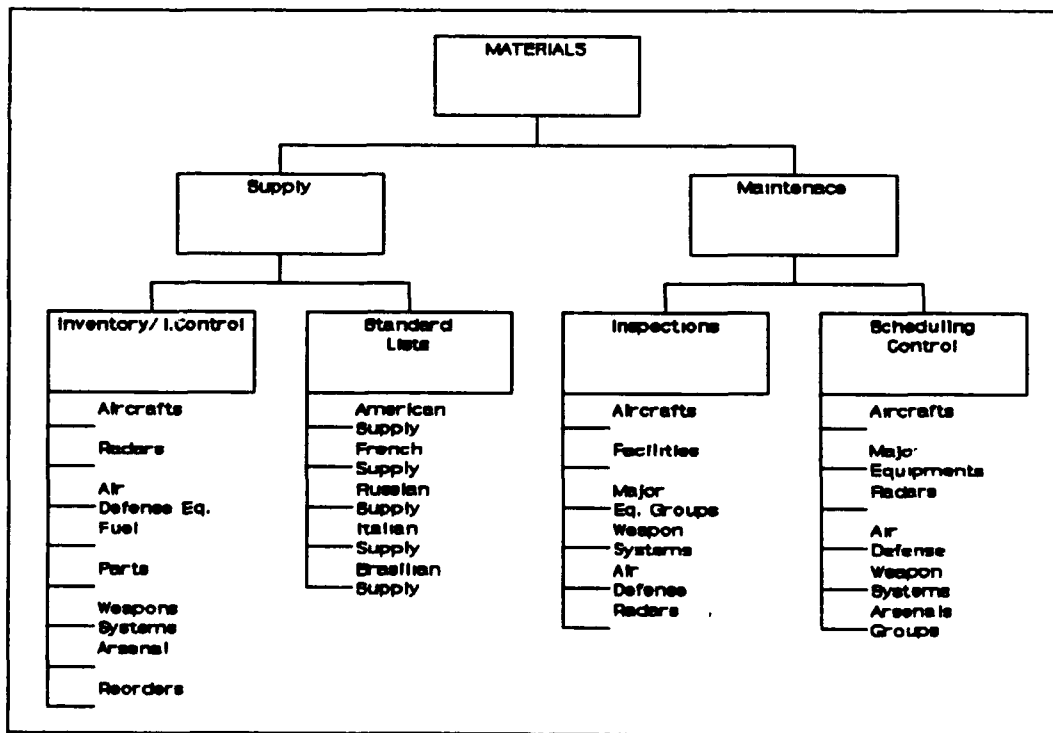 MATERIALS
Supply
Maintenace
Inventory/ I.Control
Standard
Lists
Inspections
Scheduling
Control
Aircrafts
Radars
Air
Defense Eq.
Fuel
Parts
Weapons
Systems
Arsenal
Reorders
American
Supply
French
Supply
Russian
Supply
Italian
Supply
Brasilian
Supply
Aircrafts
Facilities
Major
Eq. Groups
Weapon
Systems
Air
Defense
Radars
Aircrafts
Major
Equipments
Radars
Air
Defense
Weapon
Systems
Arsenals
Groups